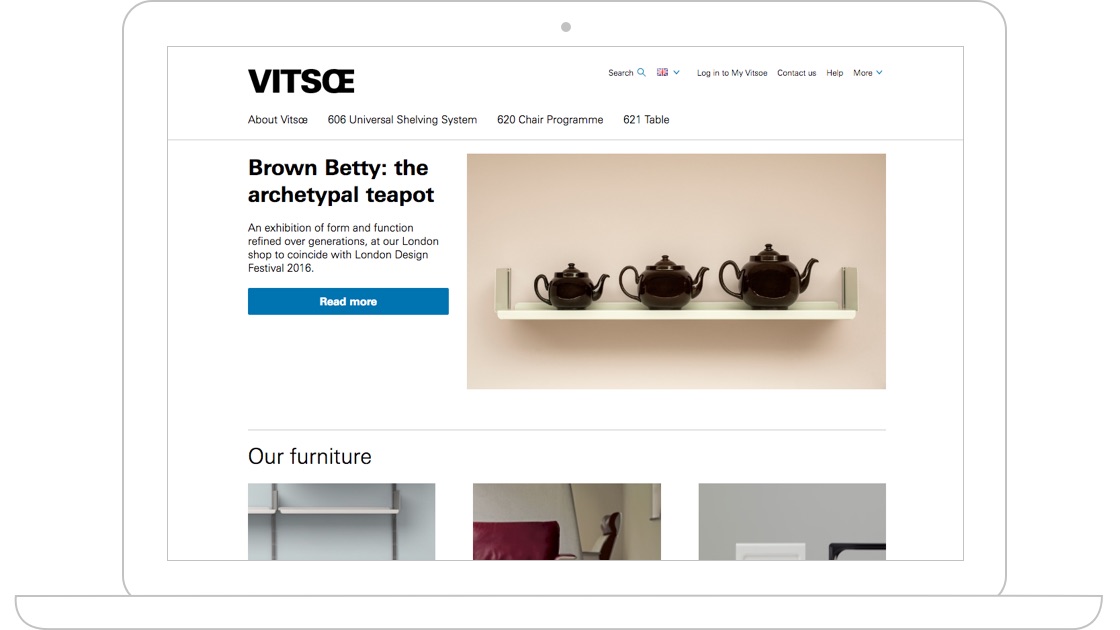 VITSŒ
Search
Log in to My Vitsoe
Contact us
Help
More
About Vitsœ
606 Universal Shelving System
620 Chair Programme
621 Table
Brown Betty: the
archetypal teapot
An exhibition of form and function
refined over generations, at our London
shop to coincide with London Design
Festival 2016.
Read more
Our furniture